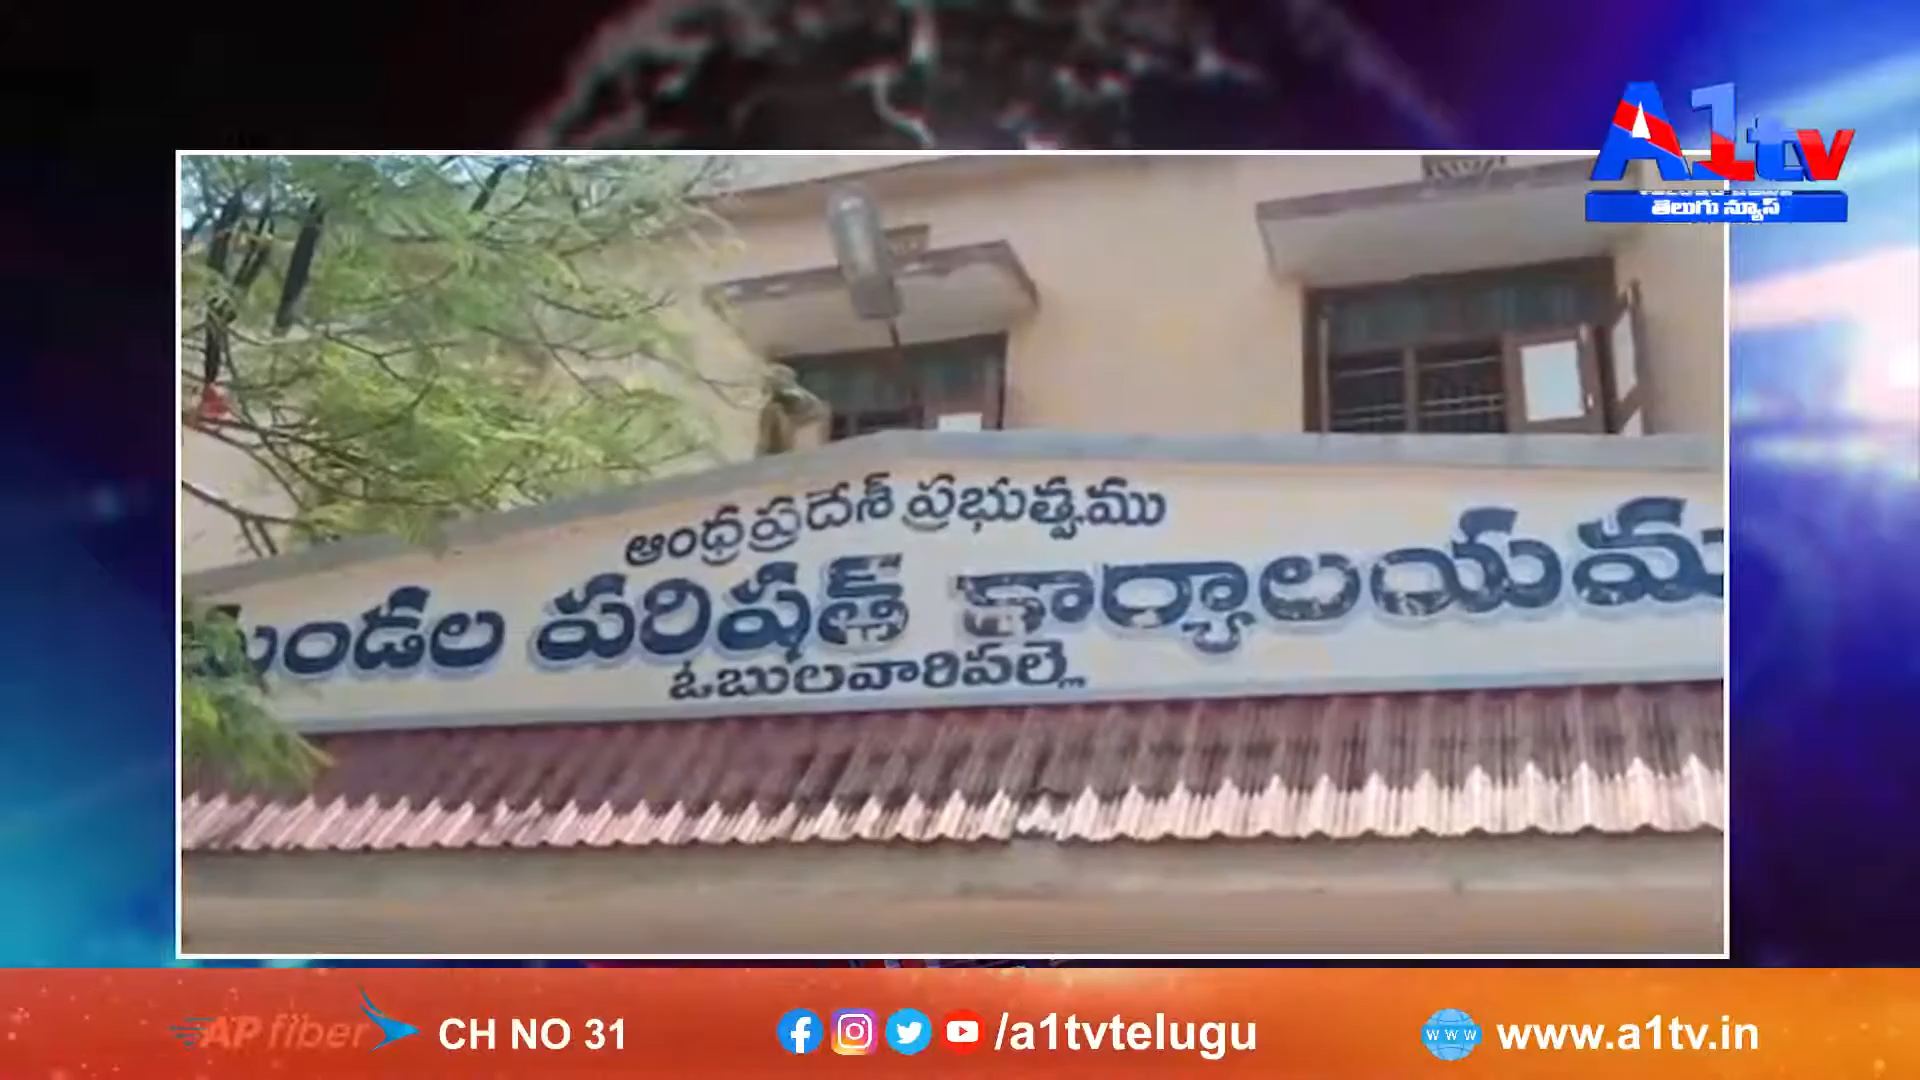 A1tv
తెలుగు న్యూస్
ఆంధ్రప్రదేశ్ ప్రభుత్వము
మండల పరిషత్ కార్యాలయము
ఓబులవారిపల్లె
AP fiber CH NO 31 /a1tvtelugu WWW www.a1tv.in